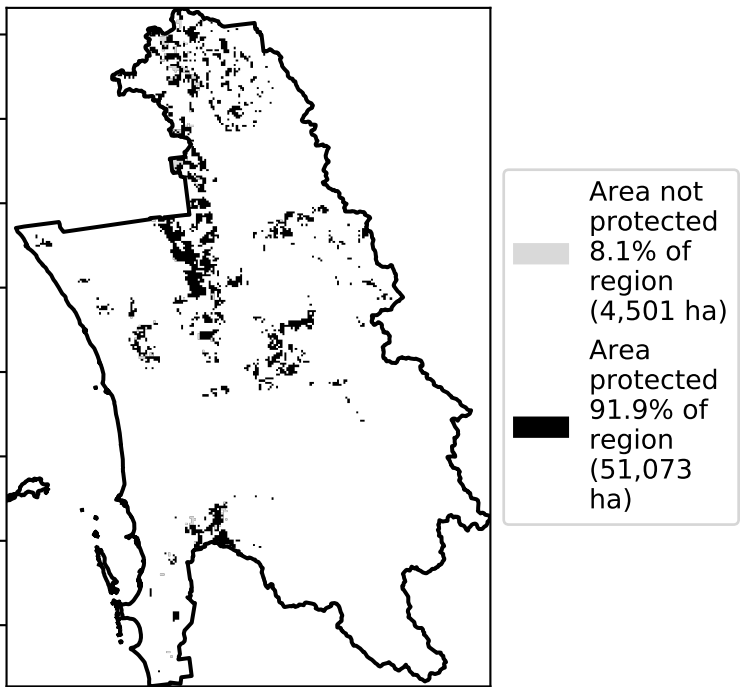 Area not
protected
8.1% of
region
(4,501 ha)
Area
protected
91.9% of
region
(51,073
ha)